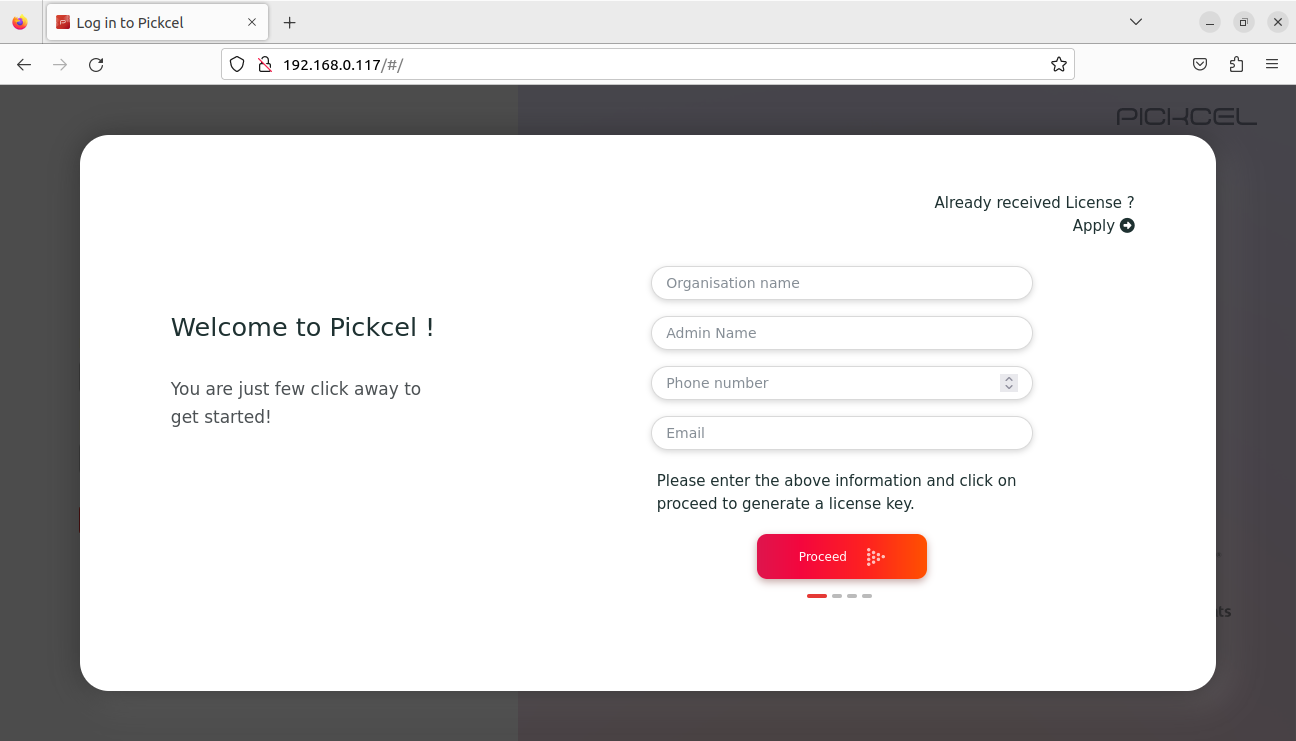 Log in to Pickcel
192.168.0.117/#/
PICKCEL
Already received License ?
Apply
Organisation name
Welcome to Pickcel !
Admin Name
You are just few click away to
get started!
Phone number
Email
Please enter the above information and click on
proceed to generate a license key.
Proceed